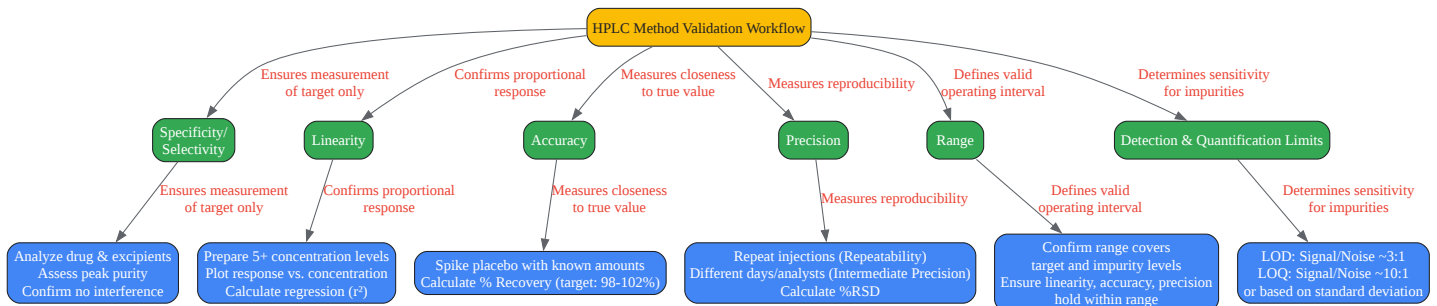 HPLC Method Validation Workflow
Ensures measurement
of target only
Confirms proportional
response
Measures closeness
to true value
Measures reproducibility
Defines valid
operating interval
Determines sensitivity
for impurities
Specificity/
Selectivity
Linearity
Accuracy
Precision
Range
Detection & Quantification Limits
Ensures measurement
of target only
Confirms proportional
response
Measures closeness
to true value
Measures reproducibility
Defines valid
operating interval
Determines sensitivity
for impurities
Analyze drug & excipients
Assess peak purity
Confirm no interference
Prepare 5+ concentration levels
Plot response vs. concentration
Calculate regression (r²)
Spike placebo with known amounts
Calculate % Recovery (target: 98-102%)
Repeat injections (Repeatability)
Different days/analysts (Intermediate Precision)
Calculate %RSD
Confirm range covers
target and impurity levels
Ensure linearity, accuracy, precision
hold within range
LOD: Signal/Noise ~3:1
LOQ: Signal/Noise ~10:1
or based on standard deviation